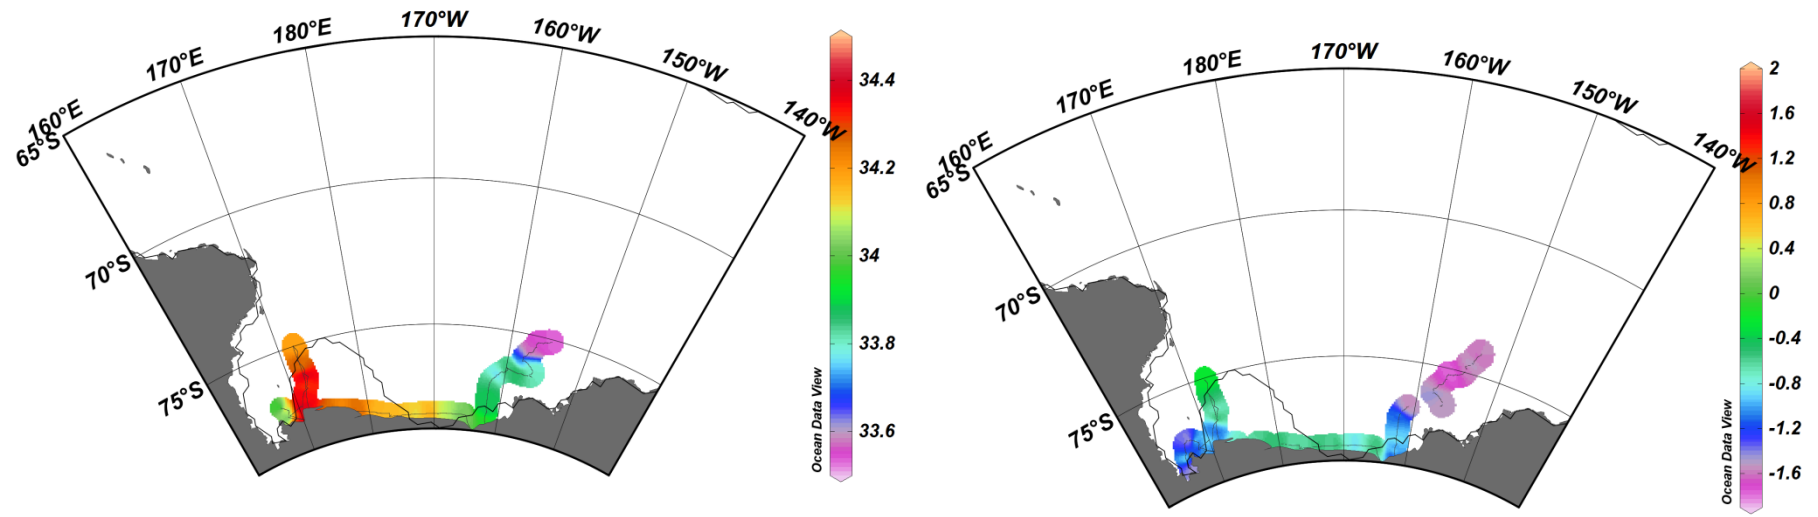 160°E
170°E
180°E
170°W
160°W
150°W
140°W
65°S
70°S
75°S
34.4
34.2
34
33.8
33.6
Ocean Data View
160°E
170°E
180°E
170°W
160°W
150°W
140°W
65°S
70°S
75°S
2
1.6
1.2
0.8
0.4
0
-0.4
-0.8
-1.2
-1.6
Ocean Data View